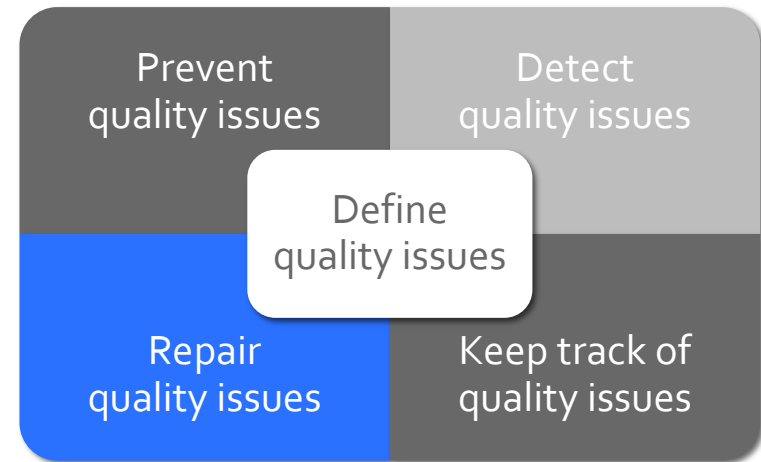 Prevent
quality issues
Detect
quality issues
Define
quality issues
Repair
quality issues
Keep track of
quality issues